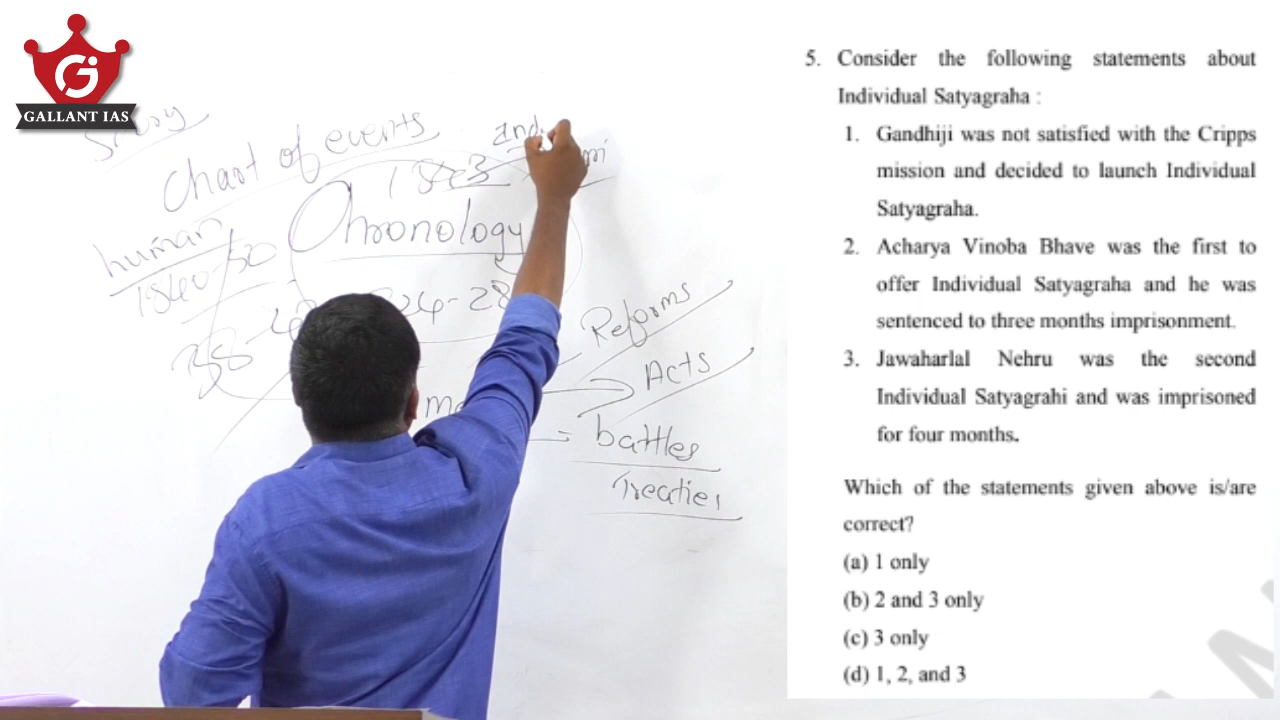 GALLANT IAS
Chart of events
human
Chronology
1840-50
24-28
Reforms
Acts
battles
Treaties
5. Consider the following statements about
Individual Satyagraha :
1. Gandhiji was not satisfied with the Cripps
mission and decided to launch Individual
Satyagraha.
2. Acharya Vinoba Bhave was the first to
offer Individual Satyagraha and he was
sentenced to three months imprisonment.
3. Jawaharlal Nehru was the second
Individual Satyagrahi and was imprisoned
for four months.
Which of the statements given above is/are
correct?
(a) 1 only
(b) 2 and 3 only
(c) 3 only
(d) 1, 2, and 3